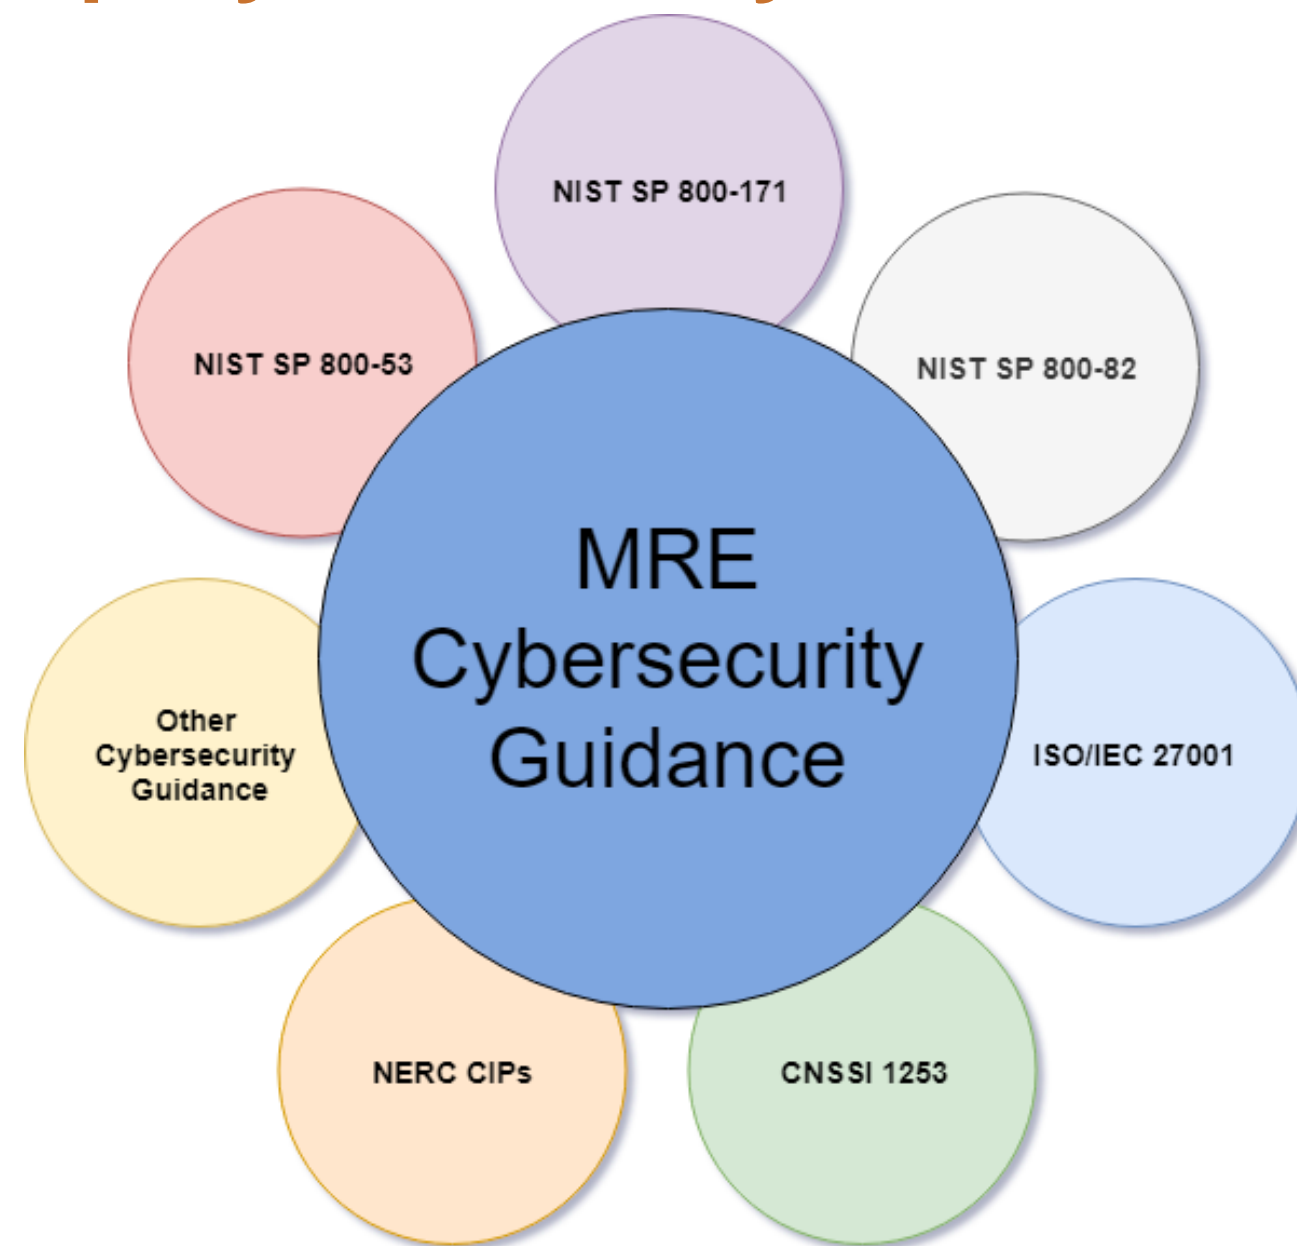 NIST SP 800-171
NIST SP 800-53
NIST SP 800-82
MRE
Cybersecurity
Guidance
Other
Cybersecurity
Guidance
ISO/IEC 27001
NERC CIPs
CNSSI 1253